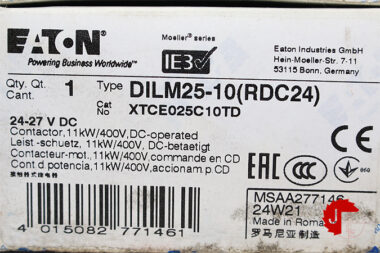 EATON
Powering Business Worldwide
Moeller® series
IE3
Eaton Industries GmbH
Hein-Moeller-Str. 7-11
53115 Bonn, Germany
Qty. Qt. Cant. 1
Type DILM25-10(RDC24)
Cat No XTCE025C10TD
24-27 V DC
Contactor, 11kW/400V, DC-operated
Leist.-schuetz, 11kW/400V, DC-betaetigt
Contacteur-mot. 11kW/400V, commande en CD
Cont.d potencia, 11kW/400V, accionam.p CD
EAC
CCC
050
MSAA277146
24W21
Made in Romania
罗马尼亚制造
4 015082 771461